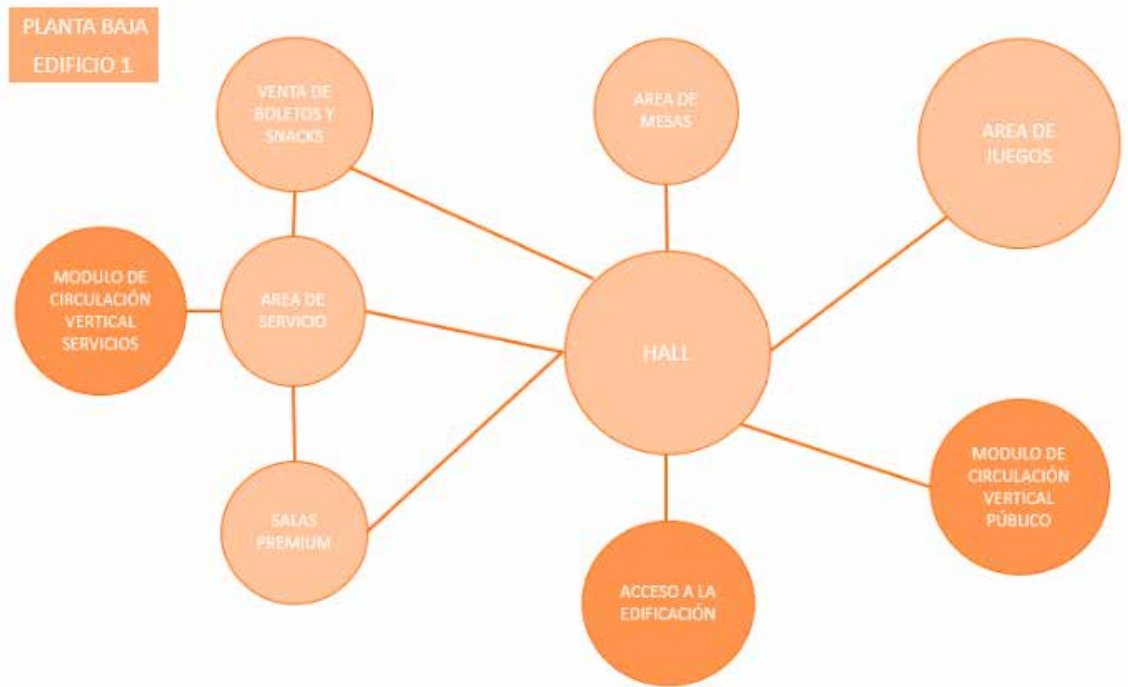 PLANTA BAJA
EDIFICIO 1
VENTA DE
BOLETOS Y
SNACKS
AREA DE
MESAS
AREA DE
JUEGOS
MODULO DE
CIRCULACIÓN
VERTICAL
SERVICIOS
AREA DE
SERVICIO
HALL
SALAS
PREMIUM
ACCESO A LA
EDIFICACIÓN
MODULO DE
CIRCULACIÓN
VERTICAL
PÚBLICO